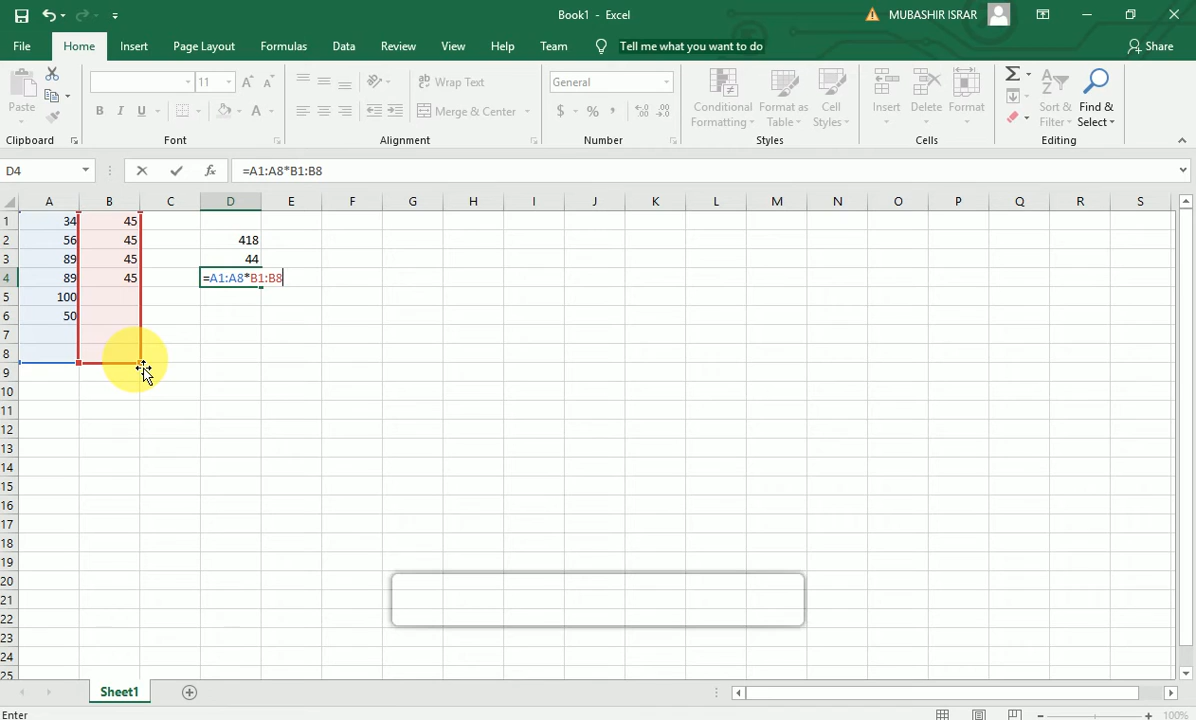 Book1 - Excel
MUBASHIR ISRAR
File Home Insert Page Layout Formulas Data Review View Help Team Tell me what you want to do Share
11 Wrap Text General
Paste B I U Merge & Center $ % , Conditional Formatting Format as Table Cell Styles Insert Delete Format Sort & Filter Find & Select
Clipboard Font Alignment Number Styles Cells Editing
D4 fx =A1:A8*B1:B8
A B C D E F G H I J K L M N O P Q R S
1 34 45
2 56 45 418
3 89 45 44
4 89 45 =A1:A8*B1:B8
5 100
6 50
7
8
9
10
11
12
13
14
15
16
17
18
19
20
21
22
23
24
25
Sheet1
Enter 100%